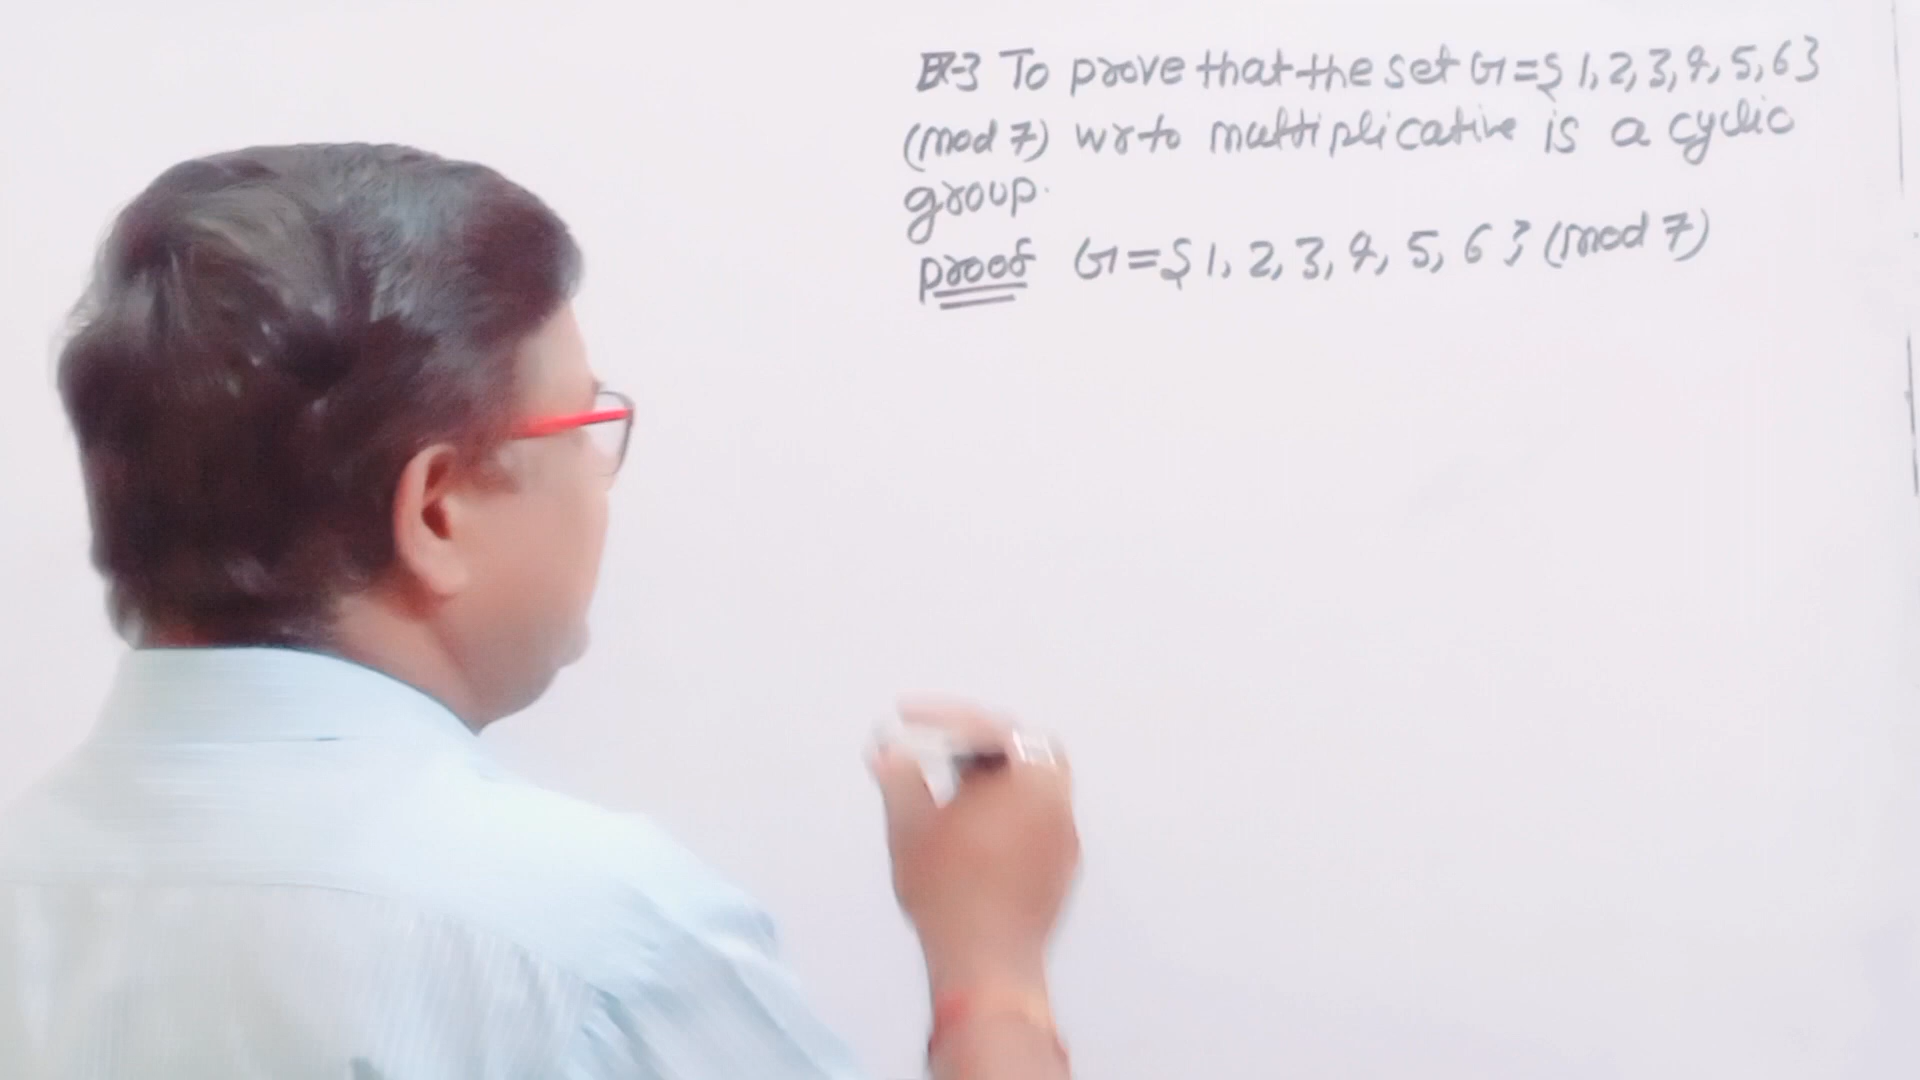 Ex-3 To prove that the set G = { 1, 2, 3, 4, 5, 6 }
(mod 7) wrto multiplicative is a cyclic
group.
proof G = { 1, 2, 3, 4, 5, 6 } (mod 7)